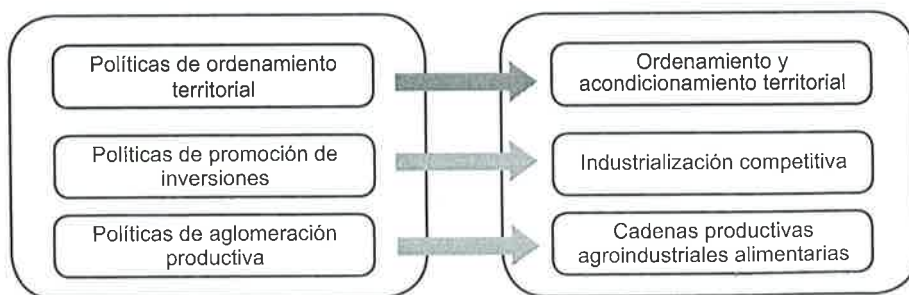 Políticas de ordenamiento
territorial
Ordenamiento y
acondicionamiento territorial
Políticas de promoción de
inversiones
Industrialización competitiva
Políticas de aglomeración
productiva
Cadenas productivas
agroindustriales alimentarias